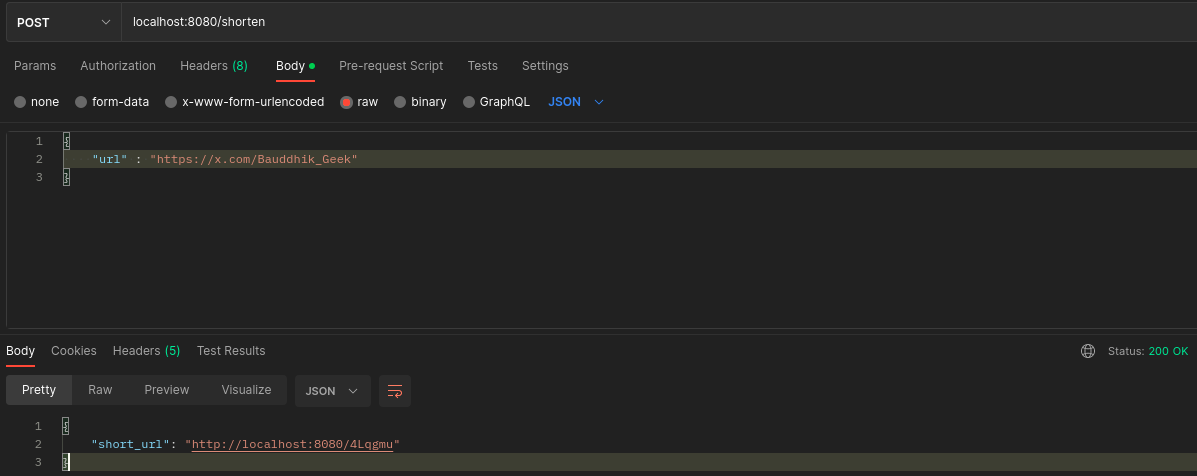 POST localhost:8080/shorten
Params Authorization Headers (8) Body Pre-request Script Tests Settings
none form-data x-www-form-urlencoded raw binary GraphQL JSON
1 {
2 "url" : "https://x.com/Bauddhik_Geek"
3 }
Body Cookies Headers (5) Test Results Status: 200 OK
Pretty Raw Preview Visualize JSON
1 {
2 "short_url": "http://localhost:8080/4Lqgmu"
3 }